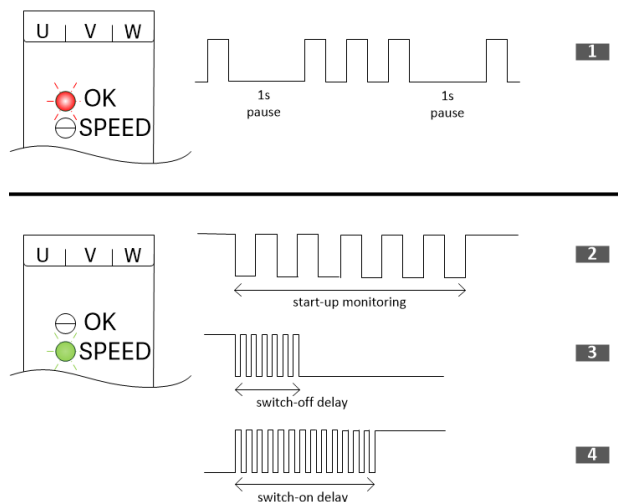 U V W
OK
SPEED
1s
pause
1s
pause
1
U V W
OK
SPEED
start-up monitoring
2
switch-off delay
3
switch-on delay
4